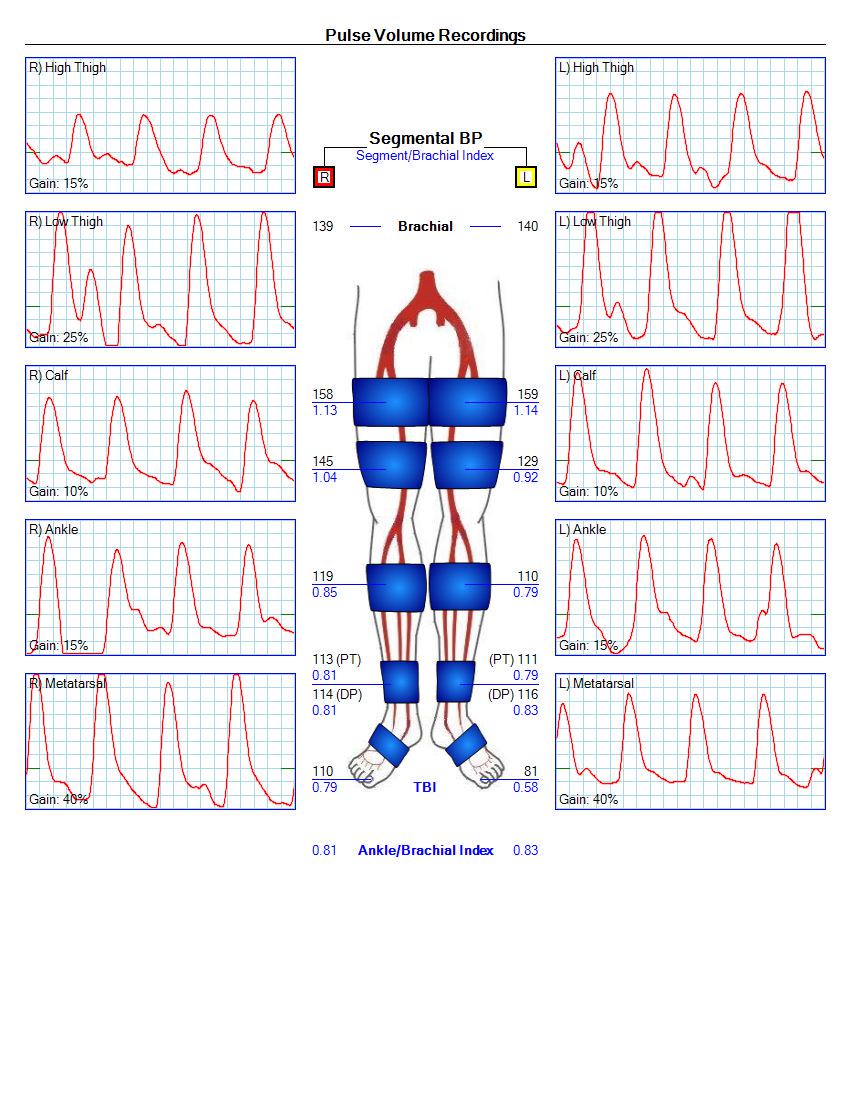 Pulse Volume Recordings
R) High Thigh
Gain: 15%
L) High Thigh
Gain: 15%
Segmental BP
Segment/Brachial Index
R
L
139 Brachial 140
R) Low Thigh
Gain: 25%
L) Low Thigh
Gain: 25%
R) Calf
Gain: 10%
158 159
1.13 1.14
145 129
1.04 0.92
L) Calf
Gain: 10%
R) Ankle
Gain: 15%
119 110
0.85 0.79
L) Ankle
Gain: 15%
113 (PT) (PT) 111
0.81 0.79
114 (DP) (DP) 116
0.81 0.83
R) Metatarsal
Gain: 40%
110 81
0.79 TBI 0.58
L) Metatarsal
Gain: 40%
0.81 Ankle/Brachial Index 0.83